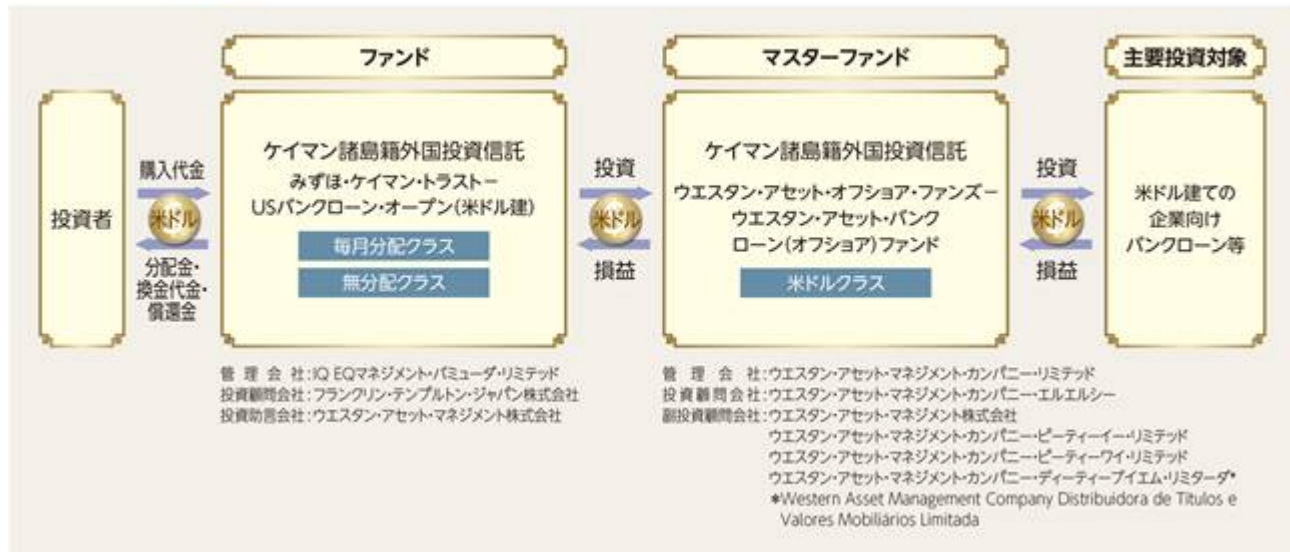 ファンド
マスターファンド
主要投資対象
投資者
購入代金
米ドル
分配金・
換金代金・
償還金
ケイマン諸島籍外国投資信託
みずほ・ケイマン・トラスト－
USバンクローン・オープン(米ドル建)
毎月分配クラス
無分配クラス
投資
米ドル
損益
ケイマン諸島籍外国投資信託
ウエスタン・アセット・オフショア・ファンズ－
ウエスタン・アセット・バンク
ローン(オフショア)ファンド
米ドルクラス
投資
米ドル
損益
米ドル建ての
企業向け
バンクローン等
管理会社:IQ EQマネジメント・バミューダ・リミテッド
投資顧問会社:フランクリン・テンプルトン・ジャパン株式会社
投資助言会社:ウエスタン・アセット・マネジメント株式会社
管理会社:ウエスタン・アセット・マネジメント・カンパニー・リミテッド
投資顧問会社:ウエスタン・アセット・マネジメント・カンパニー・エルエルシー
副投資顧問会社:ウエスタン・アセット・マネジメント株式会社
ウエスタン・アセット・マネジメント・カンパニー・ピーティーイー・リミテッド
ウエスタン・アセット・マネジメント・カンパニー・ピーティーワイ・リミテッド
ウエスタン・アセット・マネジメント・カンパニー・ディーティーブイエム・リミターダ*
*Western Asset Management Company Distribuidora de Títulos e
Valores Mobiliários Limitada